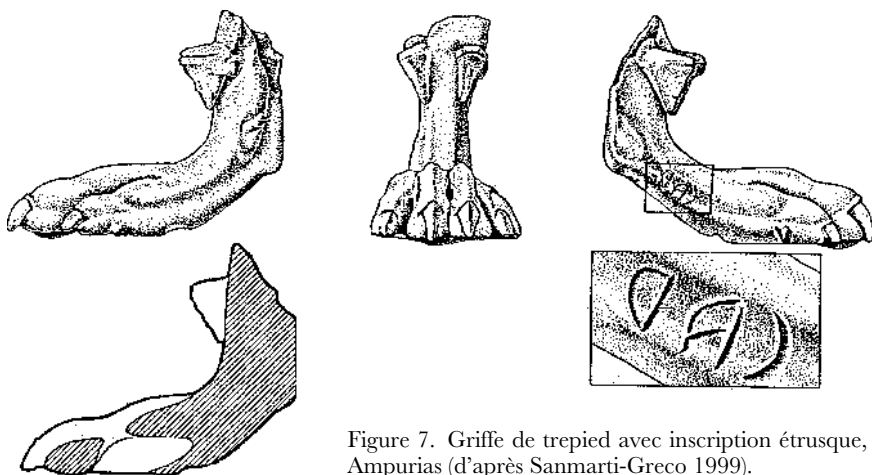 Figure 7. Griffe de trepied avec inscription étrusque,
Ampurias (d'après Sanmarti-Greco 1999).